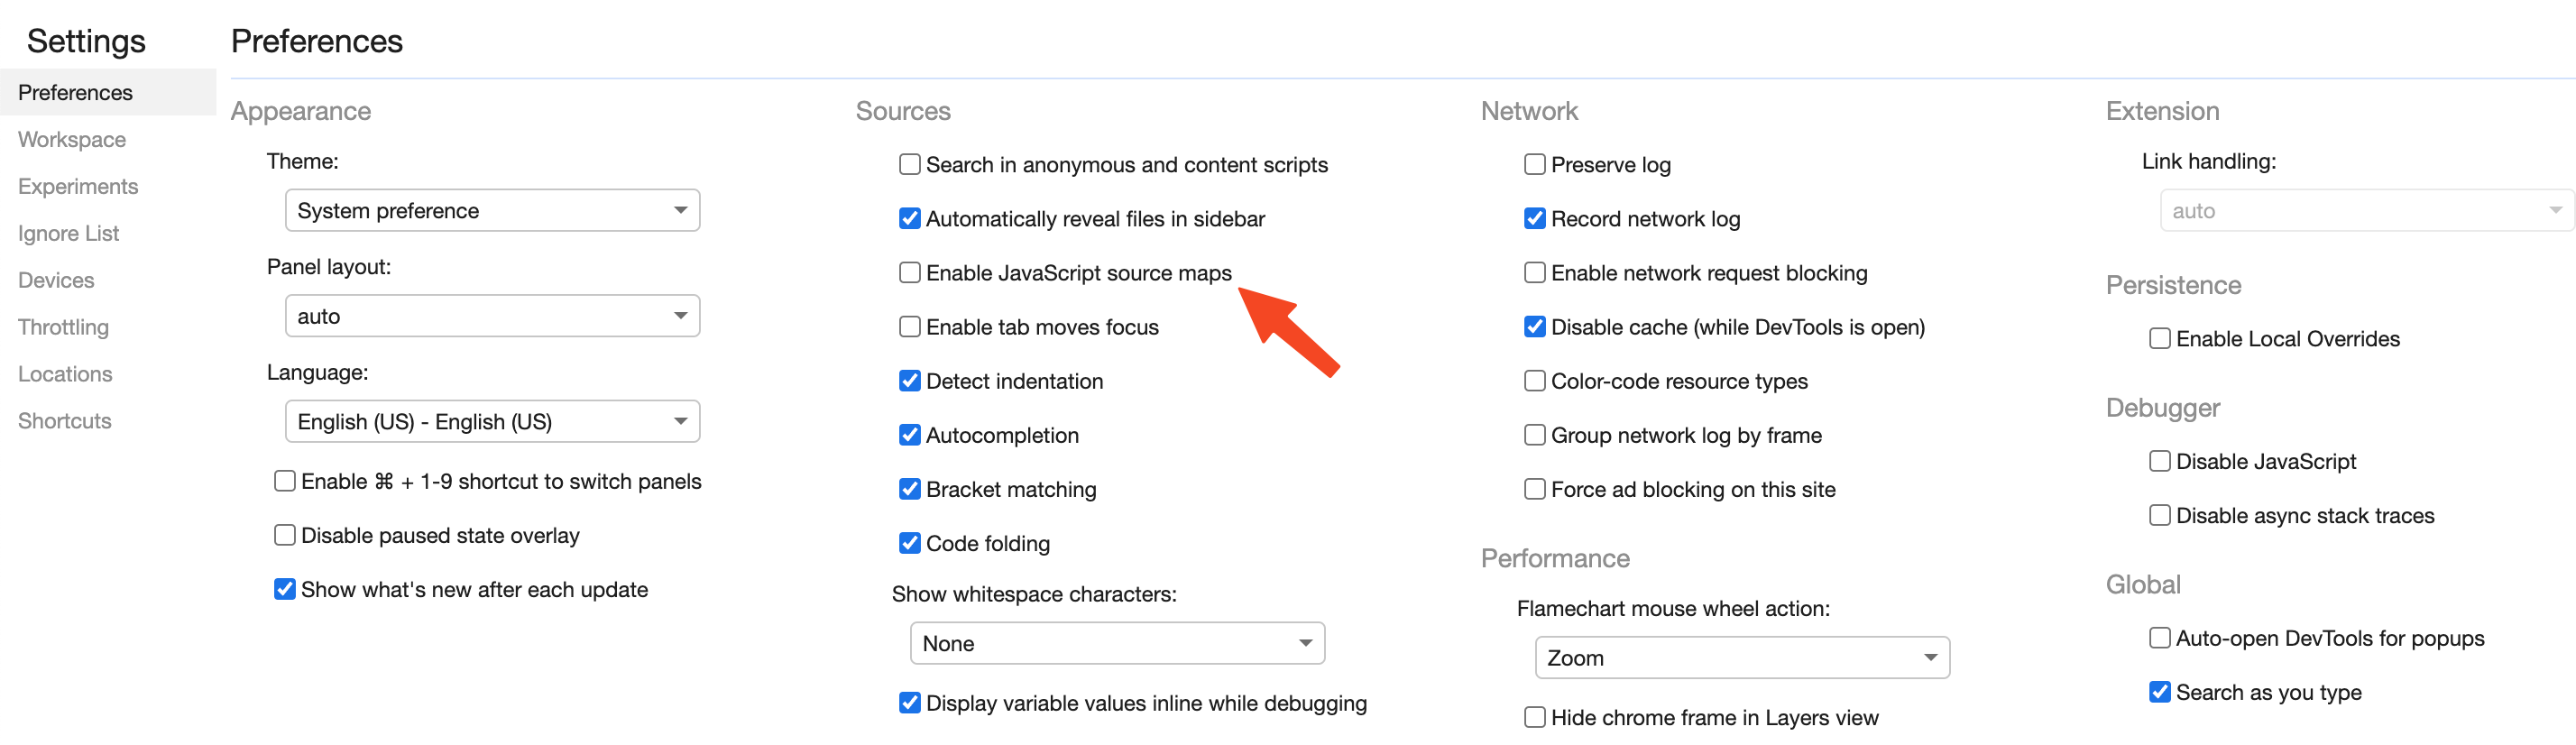 Settings
Preferences
Workspace
Experiments
Ignore List
Devices
Throttling
Locations
Shortcuts
Preferences
Appearance
Theme:
System preference
Panel layout:
auto
Language:
English (US) - English (US)
Enable ⌘ + 1-9 shortcut to switch panels
Disable paused state overlay
Show what's new after each update
Sources
Search in anonymous and content scripts
Automatically reveal files in sidebar
Enable JavaScript source maps
Enable tab moves focus
Detect indentation
Autocompletion
Bracket matching
Code folding
Show whitespace characters:
None
Display variable values inline while debugging
Network
Preserve log
Record network log
Enable network request blocking
Disable cache (while DevTools is open)
Color-code resource types
Group network log by frame
Force ad blocking on this site
Performance
Flamechart mouse wheel action:
Zoom
Hide chrome frame in Layers view
Extension
Link handling:
auto
Persistence
Enable Local Overrides
Debugger
Disable JavaScript
Disable async stack traces
Global
Auto-open DevTools for popups
Search as you type